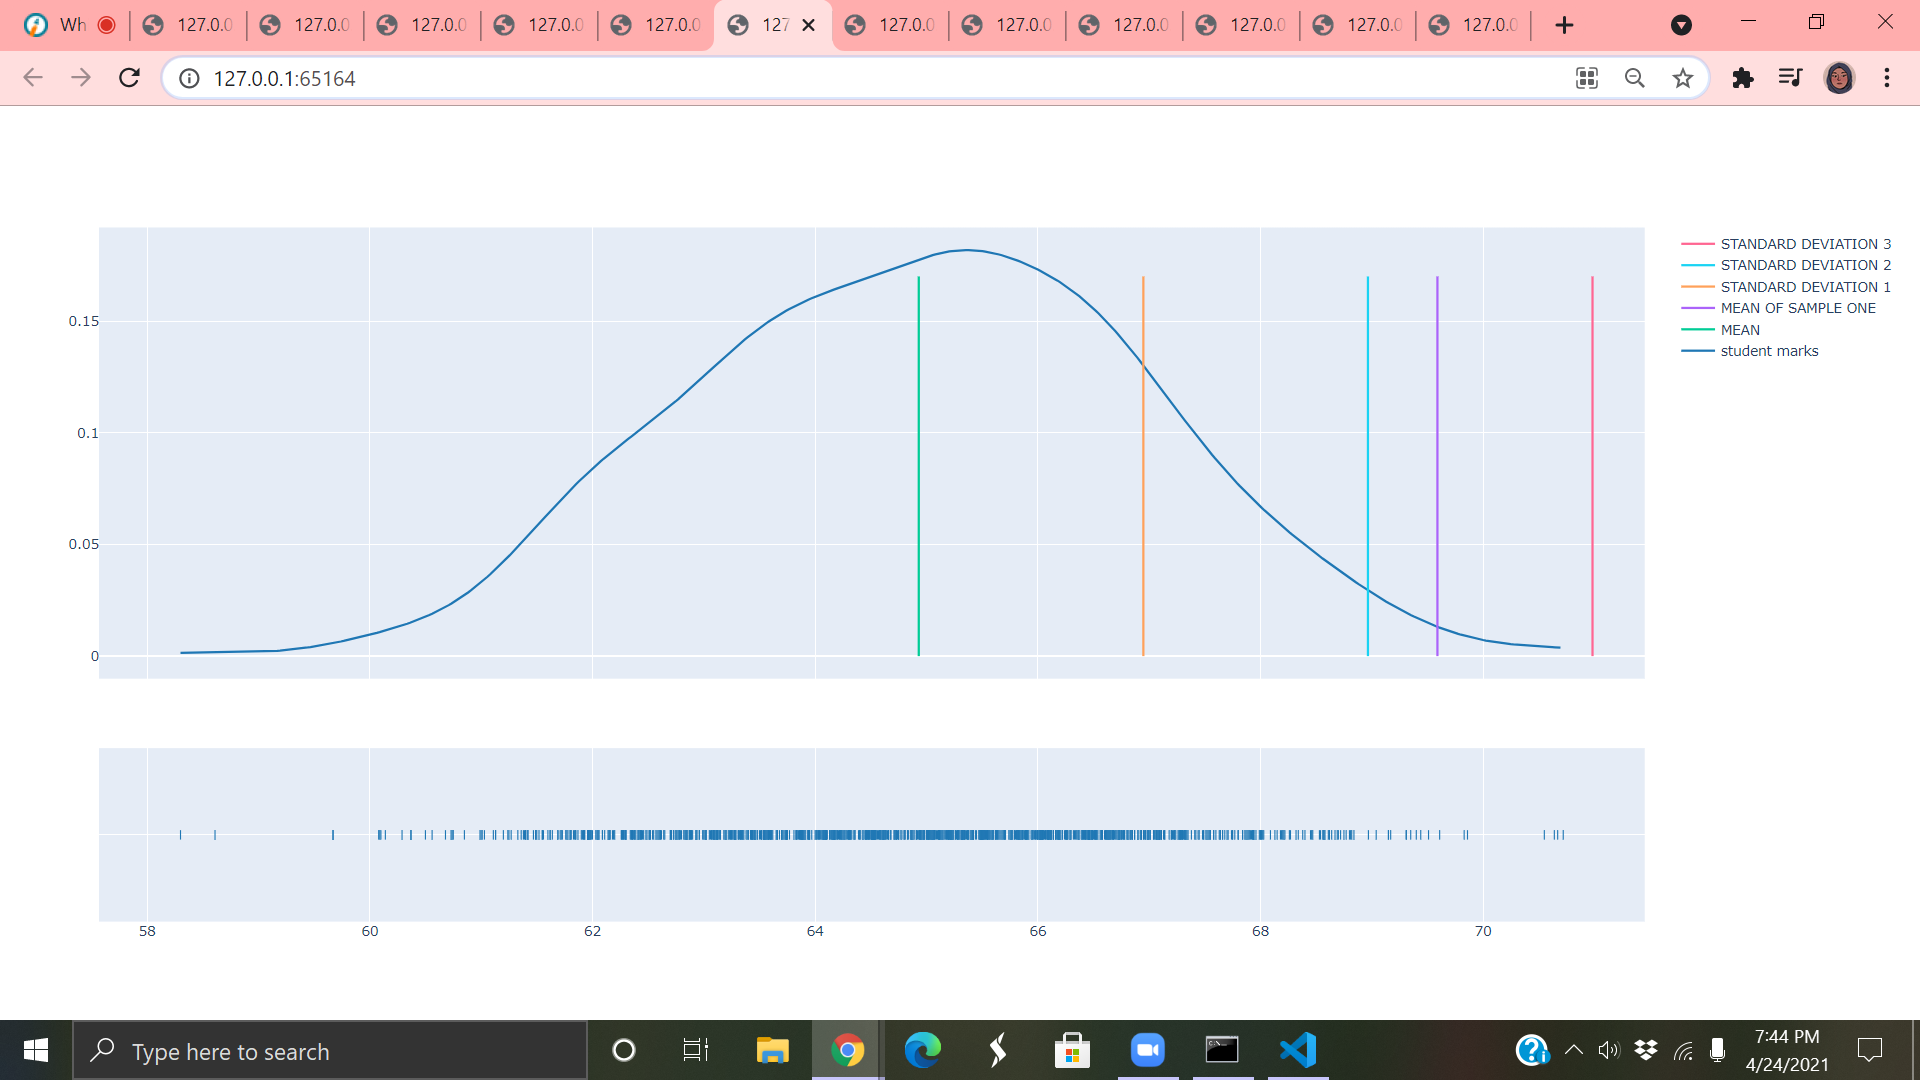 Wh 127.0.0 127.0.0 127.0.0 127.0.0 127.0.0 127 127.0.0 127.0.0 127.0.0 127.0.0 127.0.0 127.0.0
127.0.0.1:65164
STANDARD DEVIATION 3
STANDARD DEVIATION 2
STANDARD DEVIATION 1
MEAN OF SAMPLE ONE
MEAN
student marks
0.15
0.1
0.05
0
58 60 62 64 66 68 70
Type here to search
7:44 PM
4/24/2021